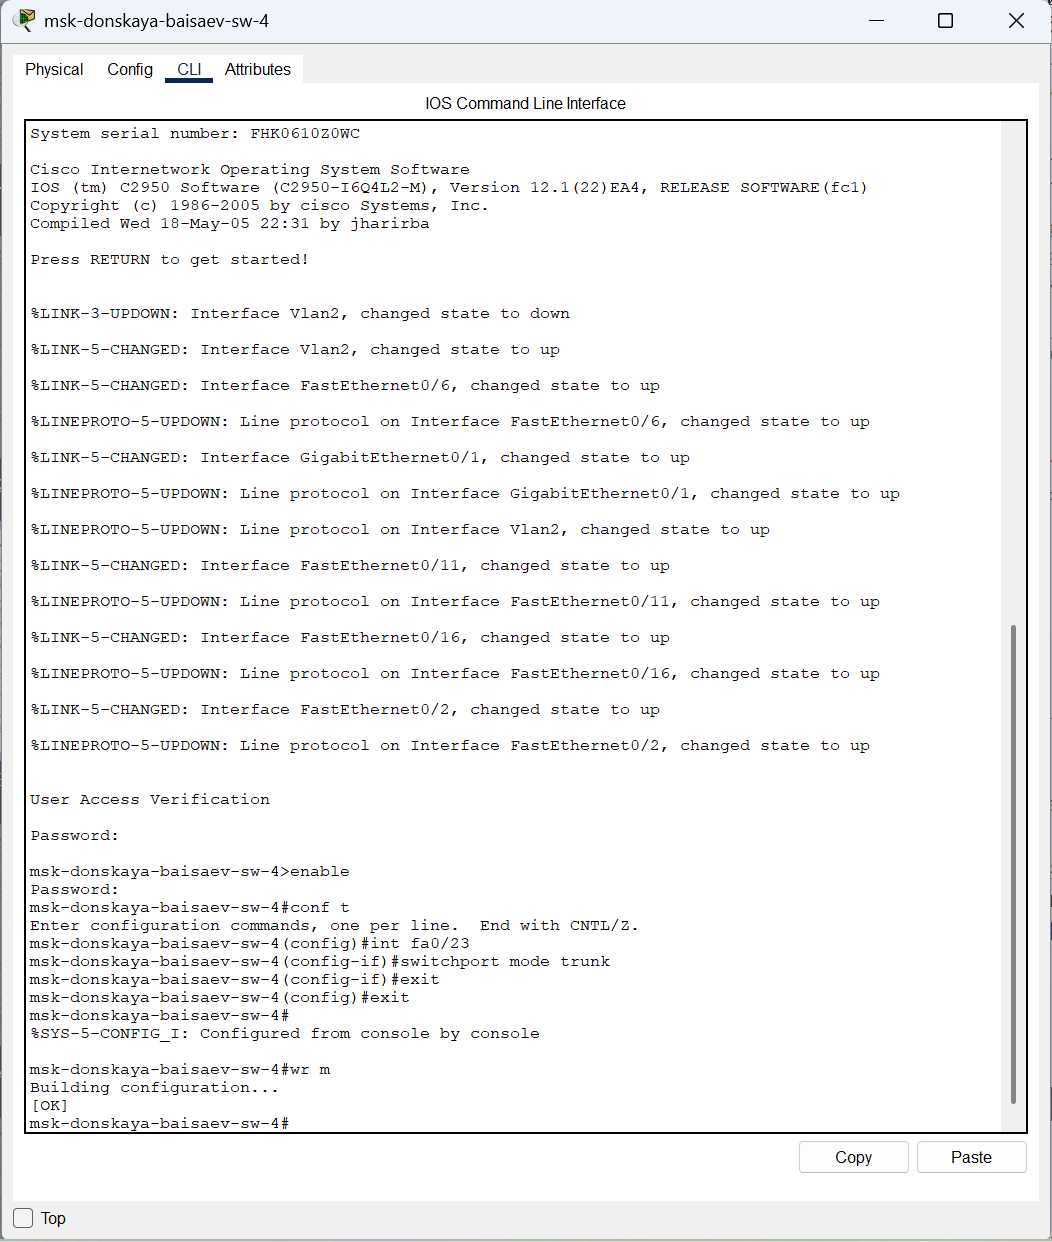 msk-donskaya-baisaev-sw-4
Physical Config CLI Attributes
IOS Command Line Interface
System serial number: FHK0610Z0WC
Cisco Internetwork Operating System Software
IOS (tm) C2950 Software (C2950-I6Q4L2-M), Version 12.1(22)EA4, RELEASE SOFTWARE(fc1)
Copyright (c) 1986-2005 by cisco Systems, Inc.
Compiled Wed 18-May-05 22:31 by jharirba
Press RETURN to get started!
%LINK-3-UPDOWN: Interface Vlan2, changed state to down
%LINK-5-CHANGED: Interface Vlan2, changed state to up
%LINK-5-CHANGED: Interface FastEthernet0/6, changed state to up
%LINEPROTO-5-UPDOWN: Line protocol on Interface FastEthernet0/6, changed state to up
%LINK-5-CHANGED: Interface GigabitEthernet0/1, changed state to up
%LINEPROTO-5-UPDOWN: Line protocol on Interface GigabitEthernet0/1, changed state to up
%LINEPROTO-5-UPDOWN: Line protocol on Interface Vlan2, changed state to up
%LINK-5-CHANGED: Interface FastEthernet0/11, changed state to up
%LINEPROTO-5-UPDOWN: Line protocol on Interface FastEthernet0/11, changed state to up
%LINK-5-CHANGED: Interface FastEthernet0/16, changed state to up
%LINEPROTO-5-UPDOWN: Line protocol on Interface FastEthernet0/16, changed state to up
%LINK-5-CHANGED: Interface FastEthernet0/2, changed state to up
%LINEPROTO-5-UPDOWN: Line protocol on Interface FastEthernet0/2, changed state to up
User Access Verification
Password:
msk-donskaya-baisaev-sw-4>enable
Password:
msk-donskaya-baisaev-sw-4#conf t
Enter configuration commands, one per line.  End with CNTL/Z.
msk-donskaya-baisaev-sw-4(config)#int fa0/23
msk-donskaya-baisaev-sw-4(config-if)#switchport mode trunk
msk-donskaya-baisaev-sw-4(config-if)#exit
msk-donskaya-baisaev-sw-4(config)#exit
msk-donskaya-baisaev-sw-4#
%SYS-5-CONFIG_I: Configured from console by console
msk-donskaya-baisaev-sw-4#wr m
Building configuration...
[OK]
msk-donskaya-baisaev-sw-4#
Copy Paste
Top